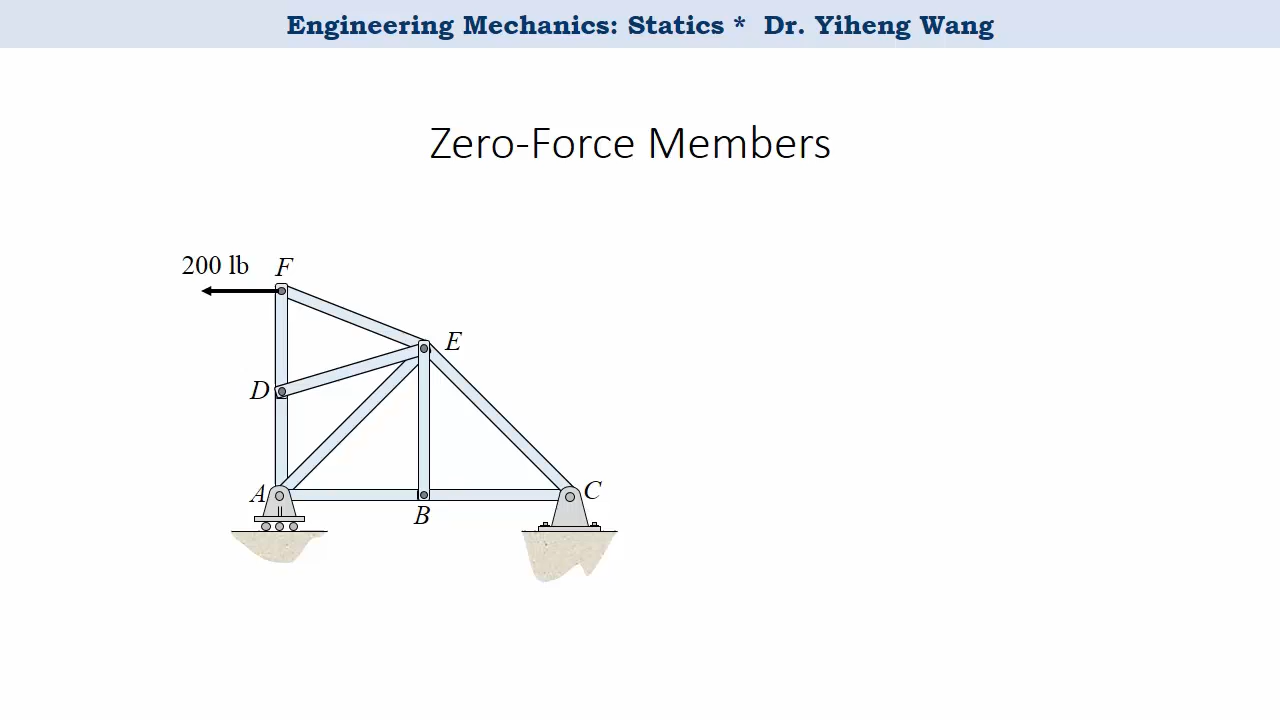 Engineering Mechanics: Statics * Dr. Yiheng Wang
Zero-Force Members
200 lb F
E
D
A
C
B